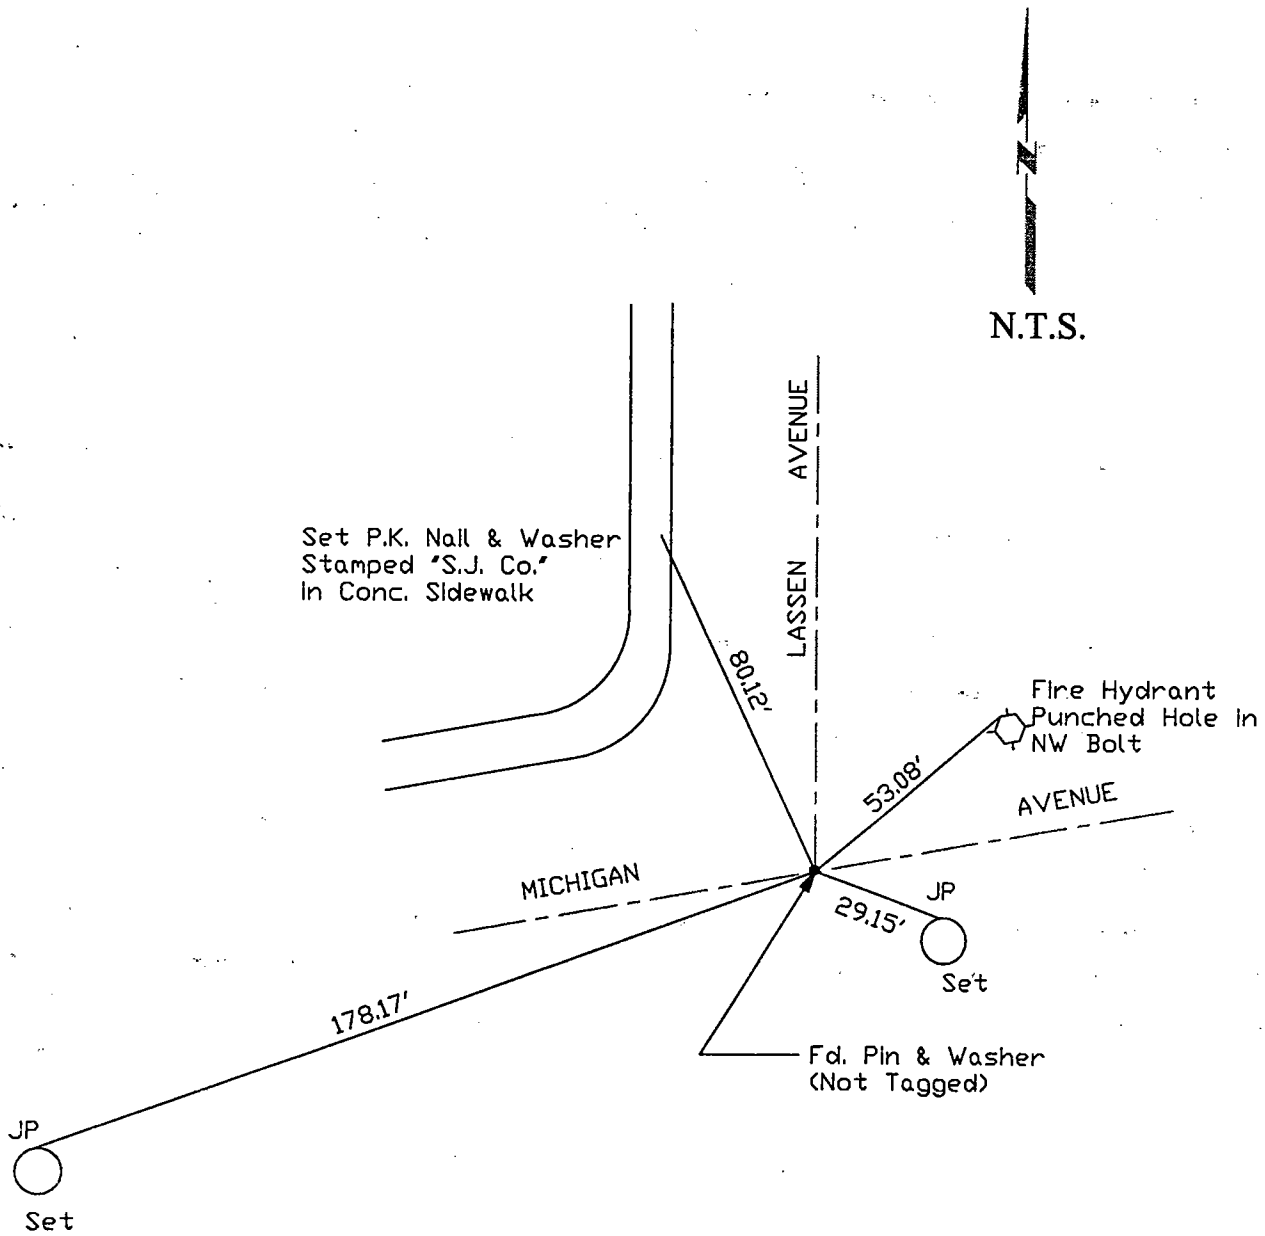 N
N.T.S.
LASSEN AVENUE
Set P.K. Nail & Washer
Stamped "S.J. Co."
in Conc. Sidewalk
80.12'
Fire Hydrant
Punched Hole in
NW Bolt
53.08'
MICHIGAN AVENUE
JP
29.15'
Set
178.17'
Fd. Pin & Washer
(Not Tagged)
JP
Set